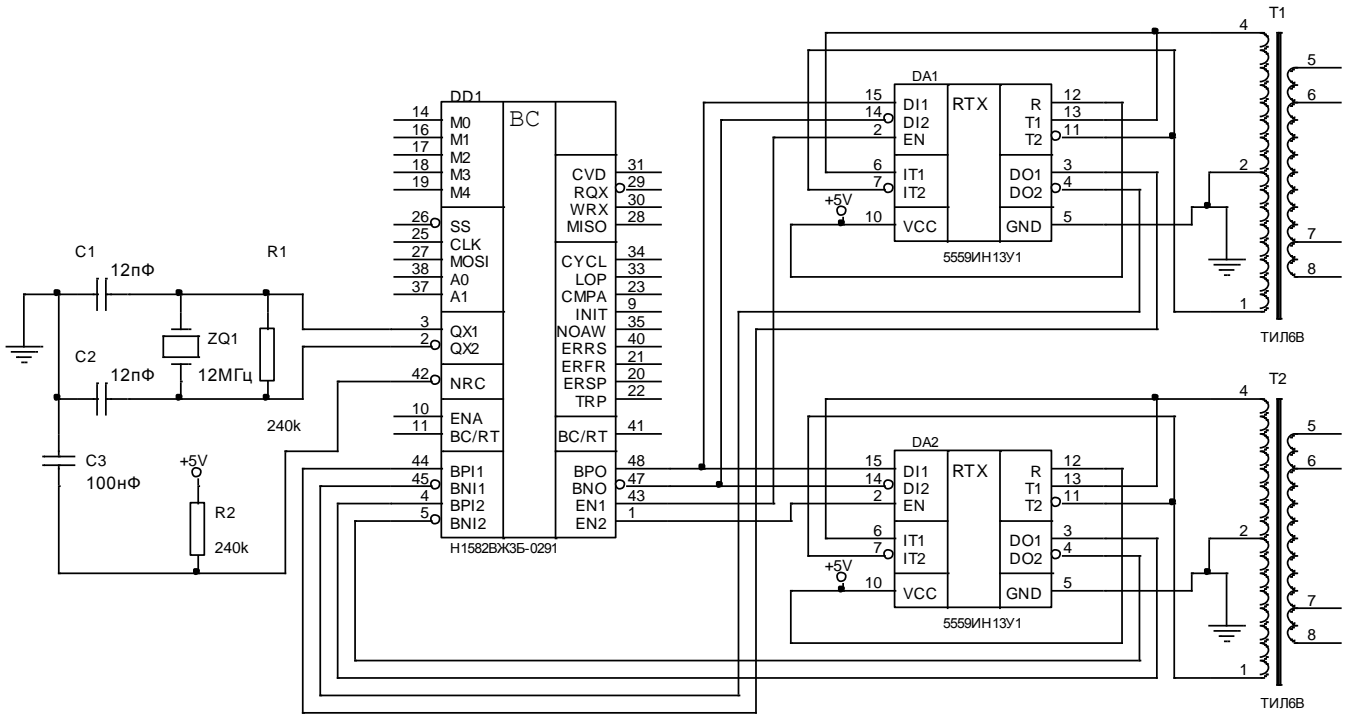 C1
12пФ
R1
C2
12пФ
ZQ1
12МГц
240k
C3
100нФ
+5V
R2
240k
DD1
BC
14 M0
16 M1
17 M2
18 M3
19 M4
26 SS
25 CLK
27 MOSI
38 A0
37 A1
3 QX1
2 QX2
42 NRC
10 ENA
11 BC/RT
44 BPI1
45 BNI1
4 BPI2
5 BNI2
CVD 31
RQX 29
WRX 30
MISO 28
CYCL 34
LOP 33
CMPA 23
INIT 9
NOAW 35
ERRS 40
ERFR 21
ERSP 20
TRP 22
BC/RT 41
BPO 48
BNO 47
EN1 43
EN2 1
Н1582ВЖ3Б-0291
DA1
RTX
15 DI1
14 DI2
2 EN
6 IT1
7 IT2
+5V
10 VCC
R 12
T1 13
T2 11
DO1 3
DO2 4
GND 5
5559ИН13У1
T1
4
2
1
5
6
7
8
ТИЛ6В
DA2
RTX
15 DI1
14 DI2
2 EN
6 IT1
7 IT2
+5V
10 VCC
R 12
T1 13
T2 11
DO1 3
DO2 4
GND 5
5559ИН13У1
T2
4
2
1
5
6
7
8
ТИЛ6В